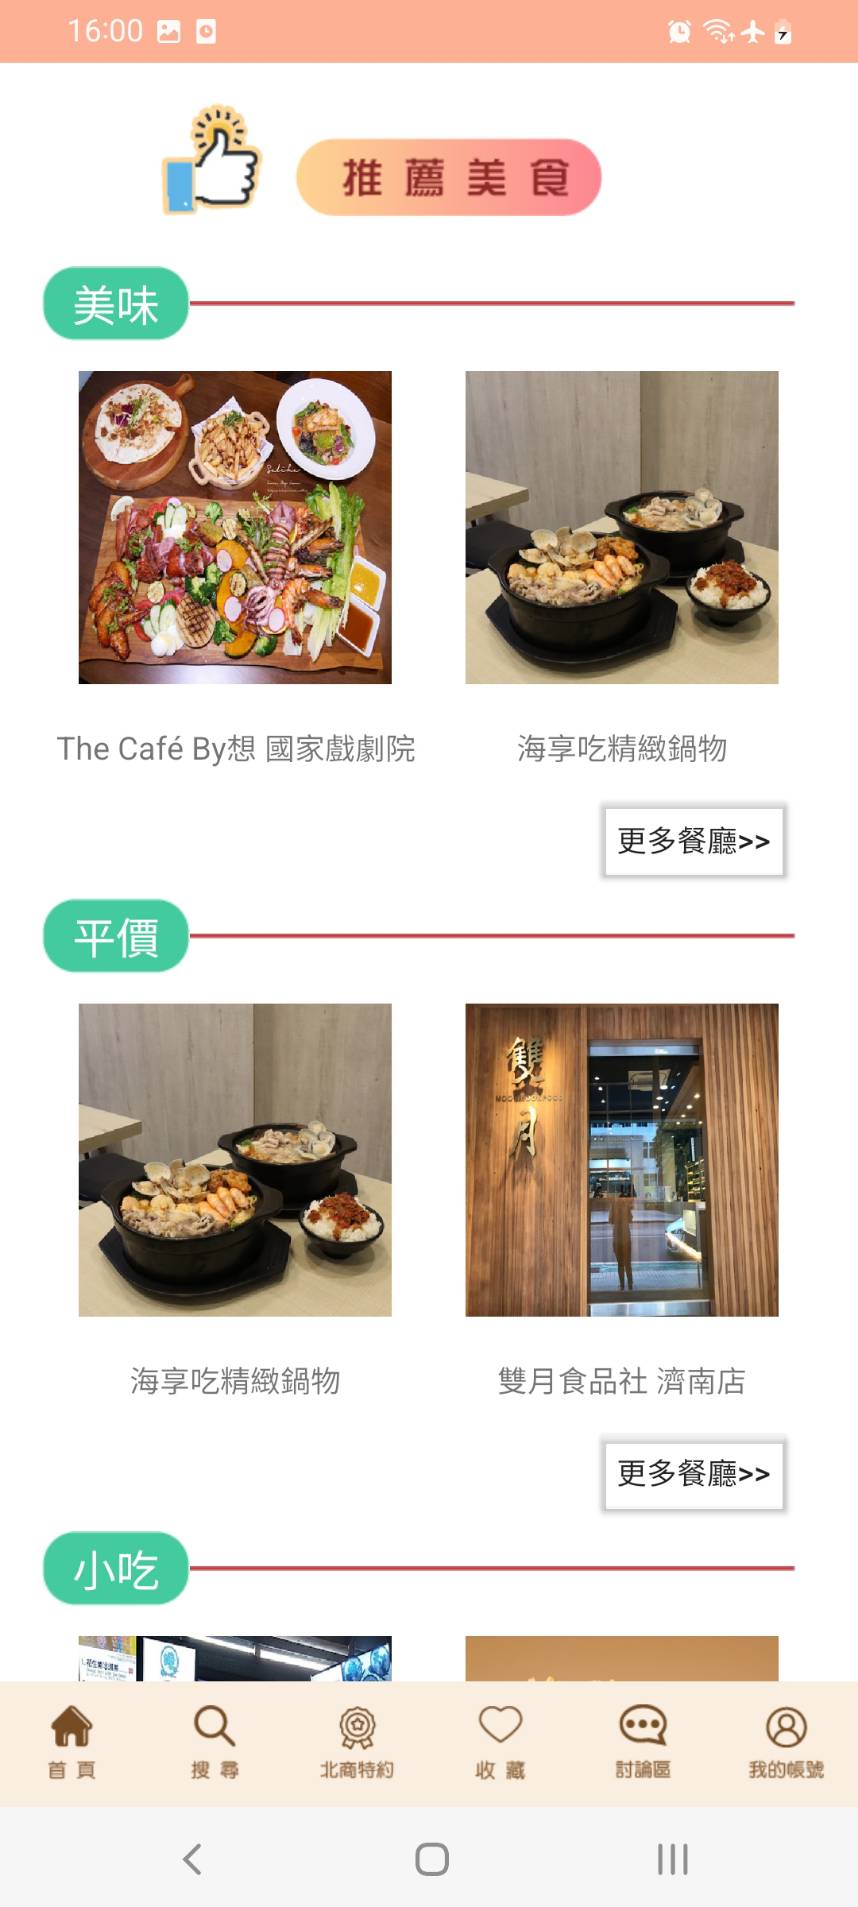 16:00
推薦美食
美味
The Café By想 國家戲劇院
海享吃精緻鍋物
更多餐廳>>
平價
雙月
海享吃精緻鍋物
雙月食品社 濟南店
更多餐廳>>
小吃
首頁
搜尋
北商特約
收藏
討論區
我的帳號